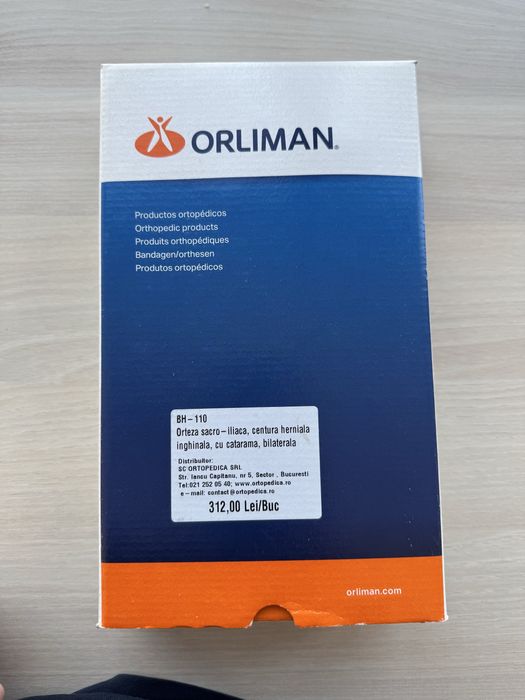 ORLIMAN®
Productos ortopédicos
Orthopedic products
Produits orthopédiques
Bandagen/orthesen
Produtos ortopédicos
BH-110
Orteza sacro-iliaca, centura herniala
inghinala, cu catarama, bilaterala
Distribuitor:
SC ORTOPEDICA SRL
Str. Iancu Capitanu, nr 5, Sector , Bucuresti
Tel:021 252 05 40; www.ortopedica.ro
e-mail: contact@ortopedica.ro
312,00 Lei/Buc
orliman.com